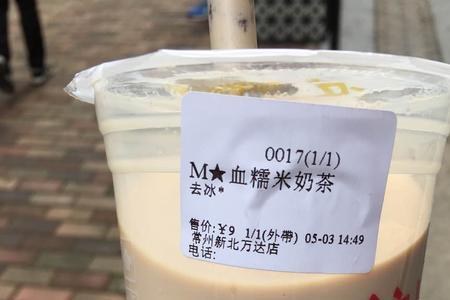 0017(1/1)
M★血糯米奶茶
去冰*
售价:¥9 1/1(外带) 05-03 14:49
常州新北万达店
电话: